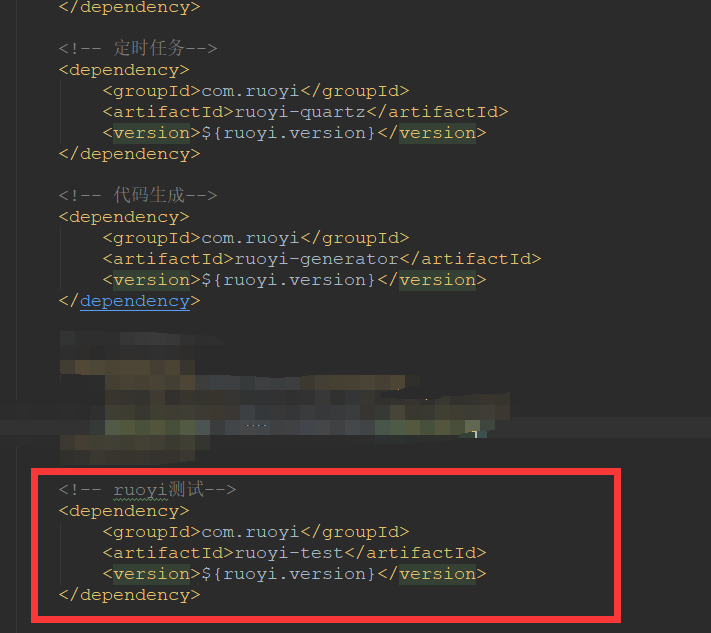 </dependency>
<!-- 定时任务-->
<dependency>
<groupId>com.ruoyi</groupId>
<artifactId>ruoyi-quartz</artifactId>
<version>${ruoyi.version}</version>
</dependency>
<!-- 代码生成-->
<dependency>
<groupId>com.ruoyi</groupId>
<artifactId>ruoyi-generator</artifactId>
<version>${ruoyi.version}</version>
</dependency>
<!-- ruoyi测试-->
<dependency>
<groupId>com.ruoyi</groupId>
<artifactId>ruoyi-test</artifactId>
<version>${ruoyi.version}</version>
</dependency>